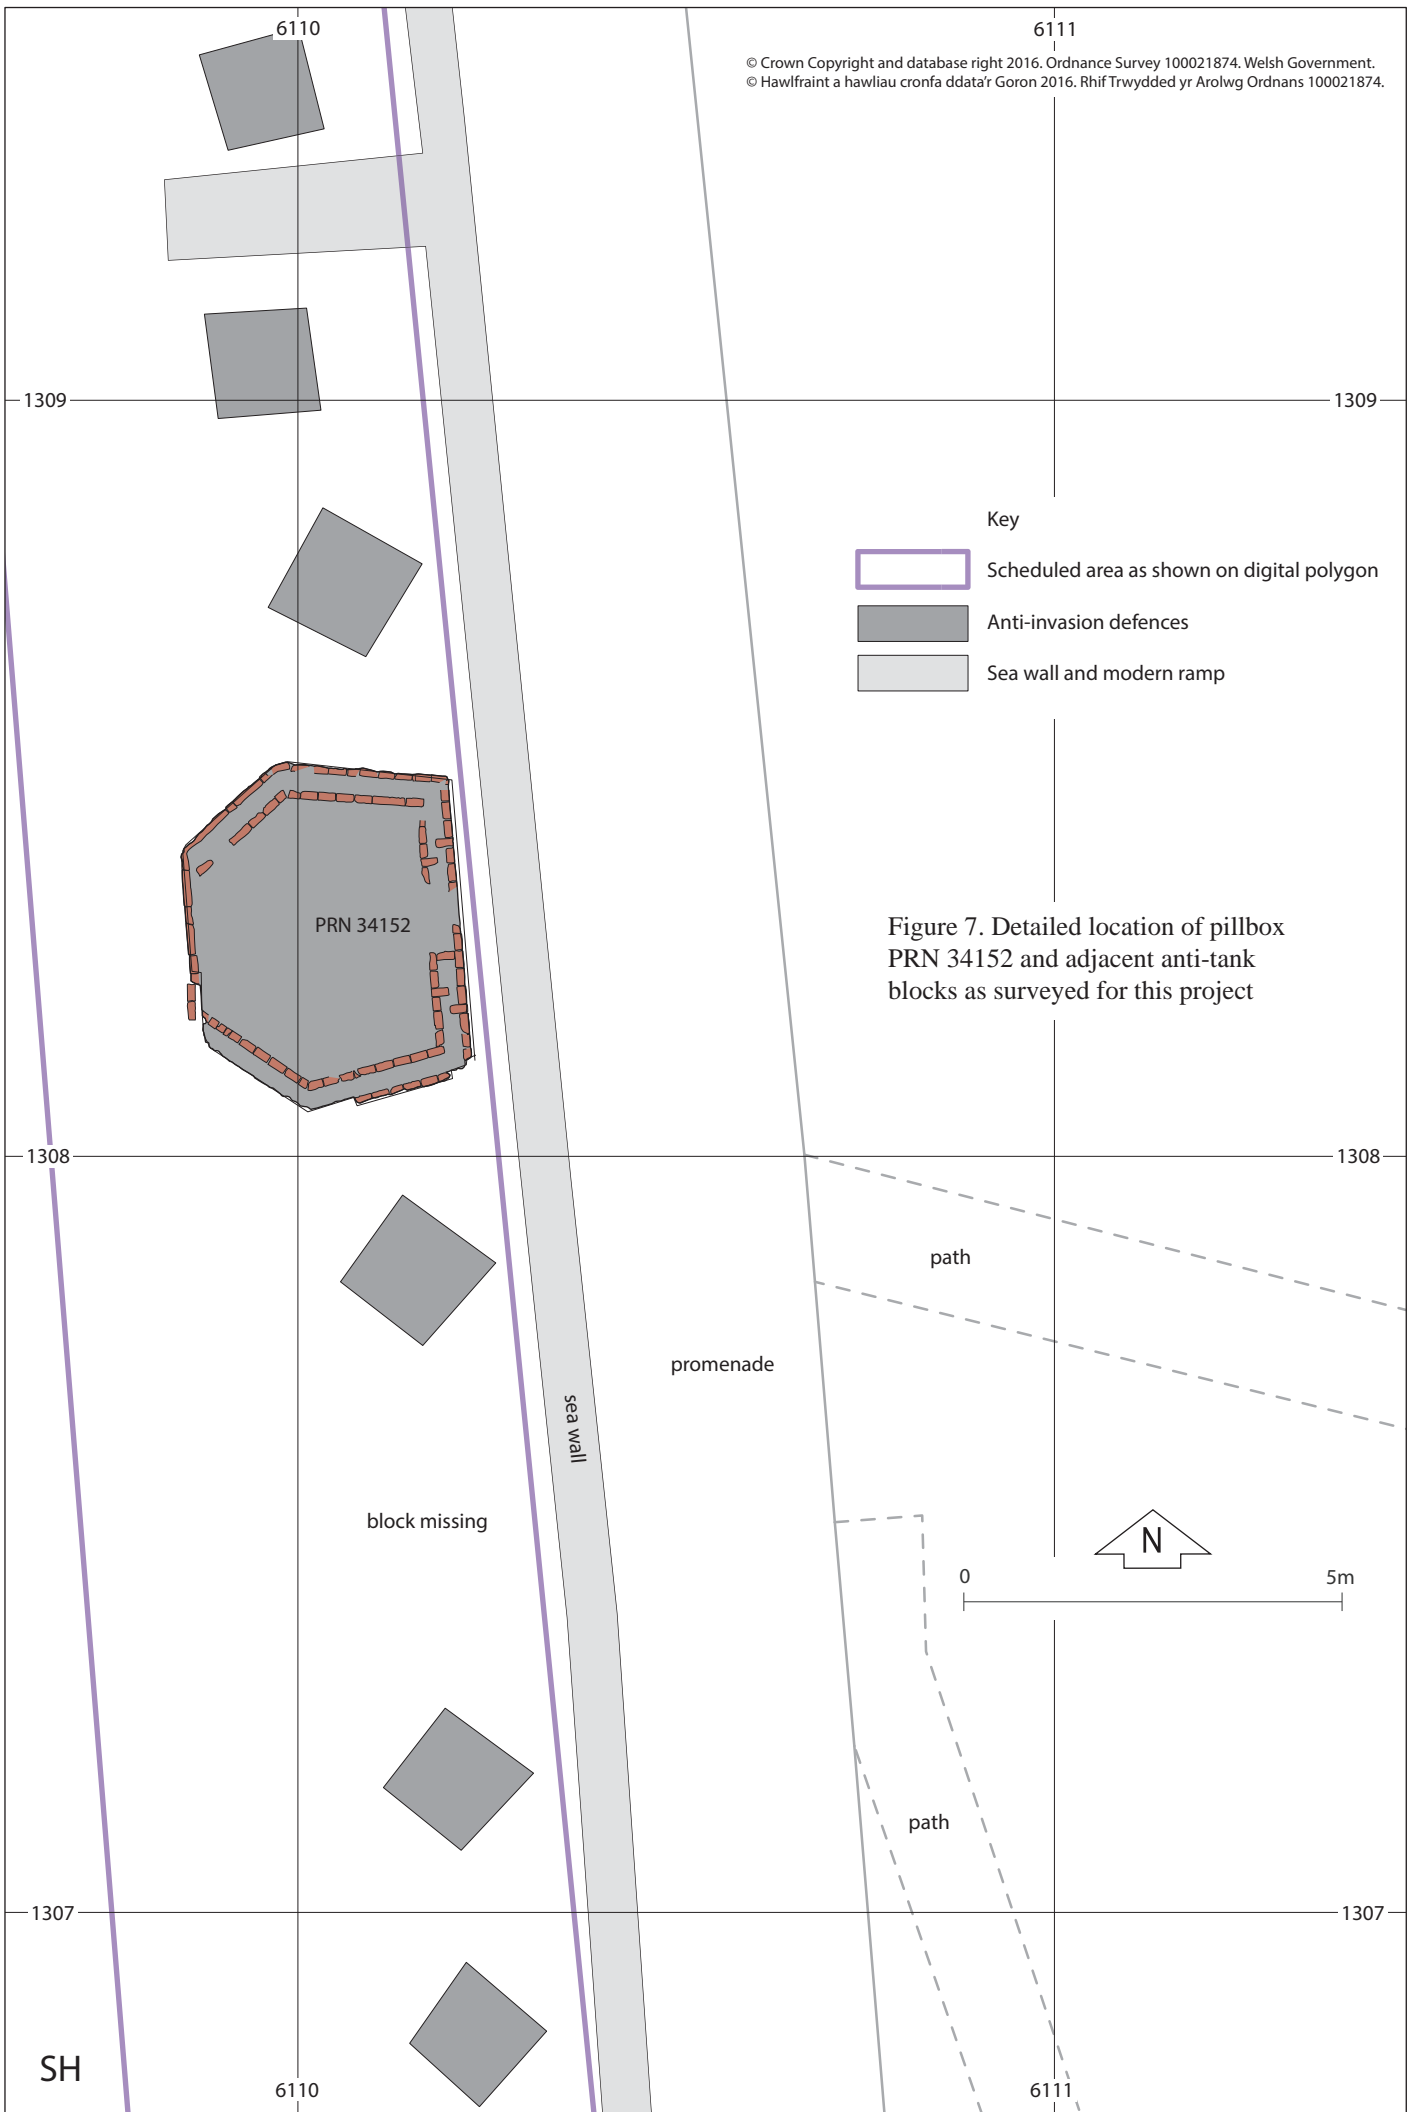 6110
6111
© Crown Copyright and database right 2016. Ordnance Survey 100021874. Welsh Government.
© Hawlfraint a hawliau cronfa ddata'r Goron 2016. Rhif Trwydded yr Arolwg Ordnans 100021874.
1309
1309
Key
Scheduled area as shown on digital polygon
Anti-invasion defences
Sea wall and modern ramp
PRN 34152
Figure 7. Detailed location of pillbox
PRN 34152 and adjacent anti-tank
blocks as surveyed for this project
1308
1308
path
promenade
sea wall
block missing
N
0
5m
path
1307
1307
SH
6110
6111